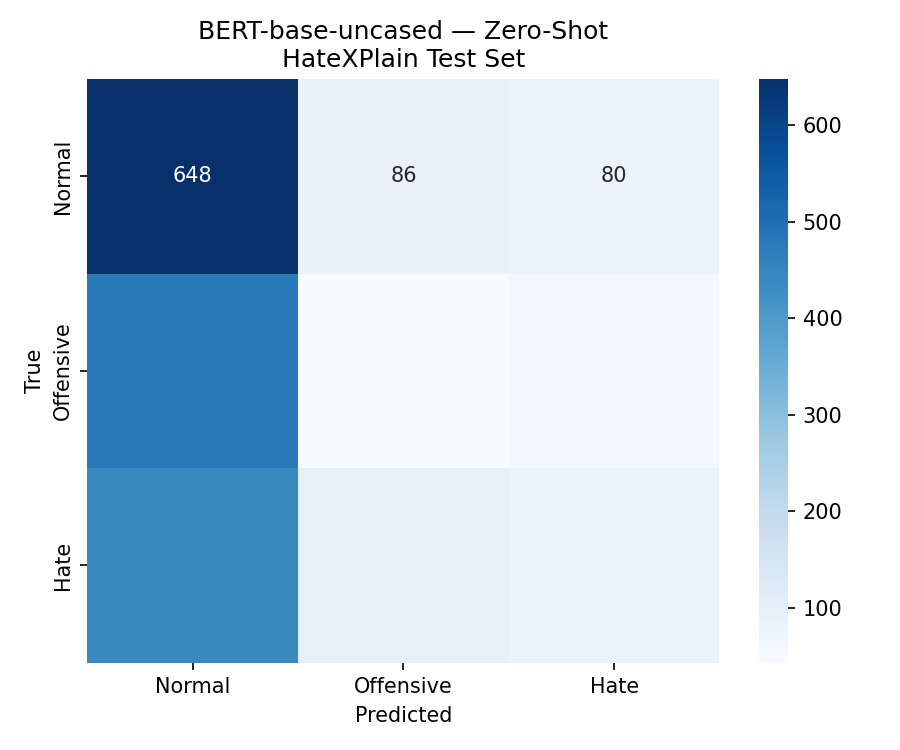 BERT-base-uncased — Zero-Shot
HateXPlain Test Set
Normal
648
86
80
True
Offensive
Hate
Normal
Offensive
Hate
Predicted
600
500
400
300
200
100